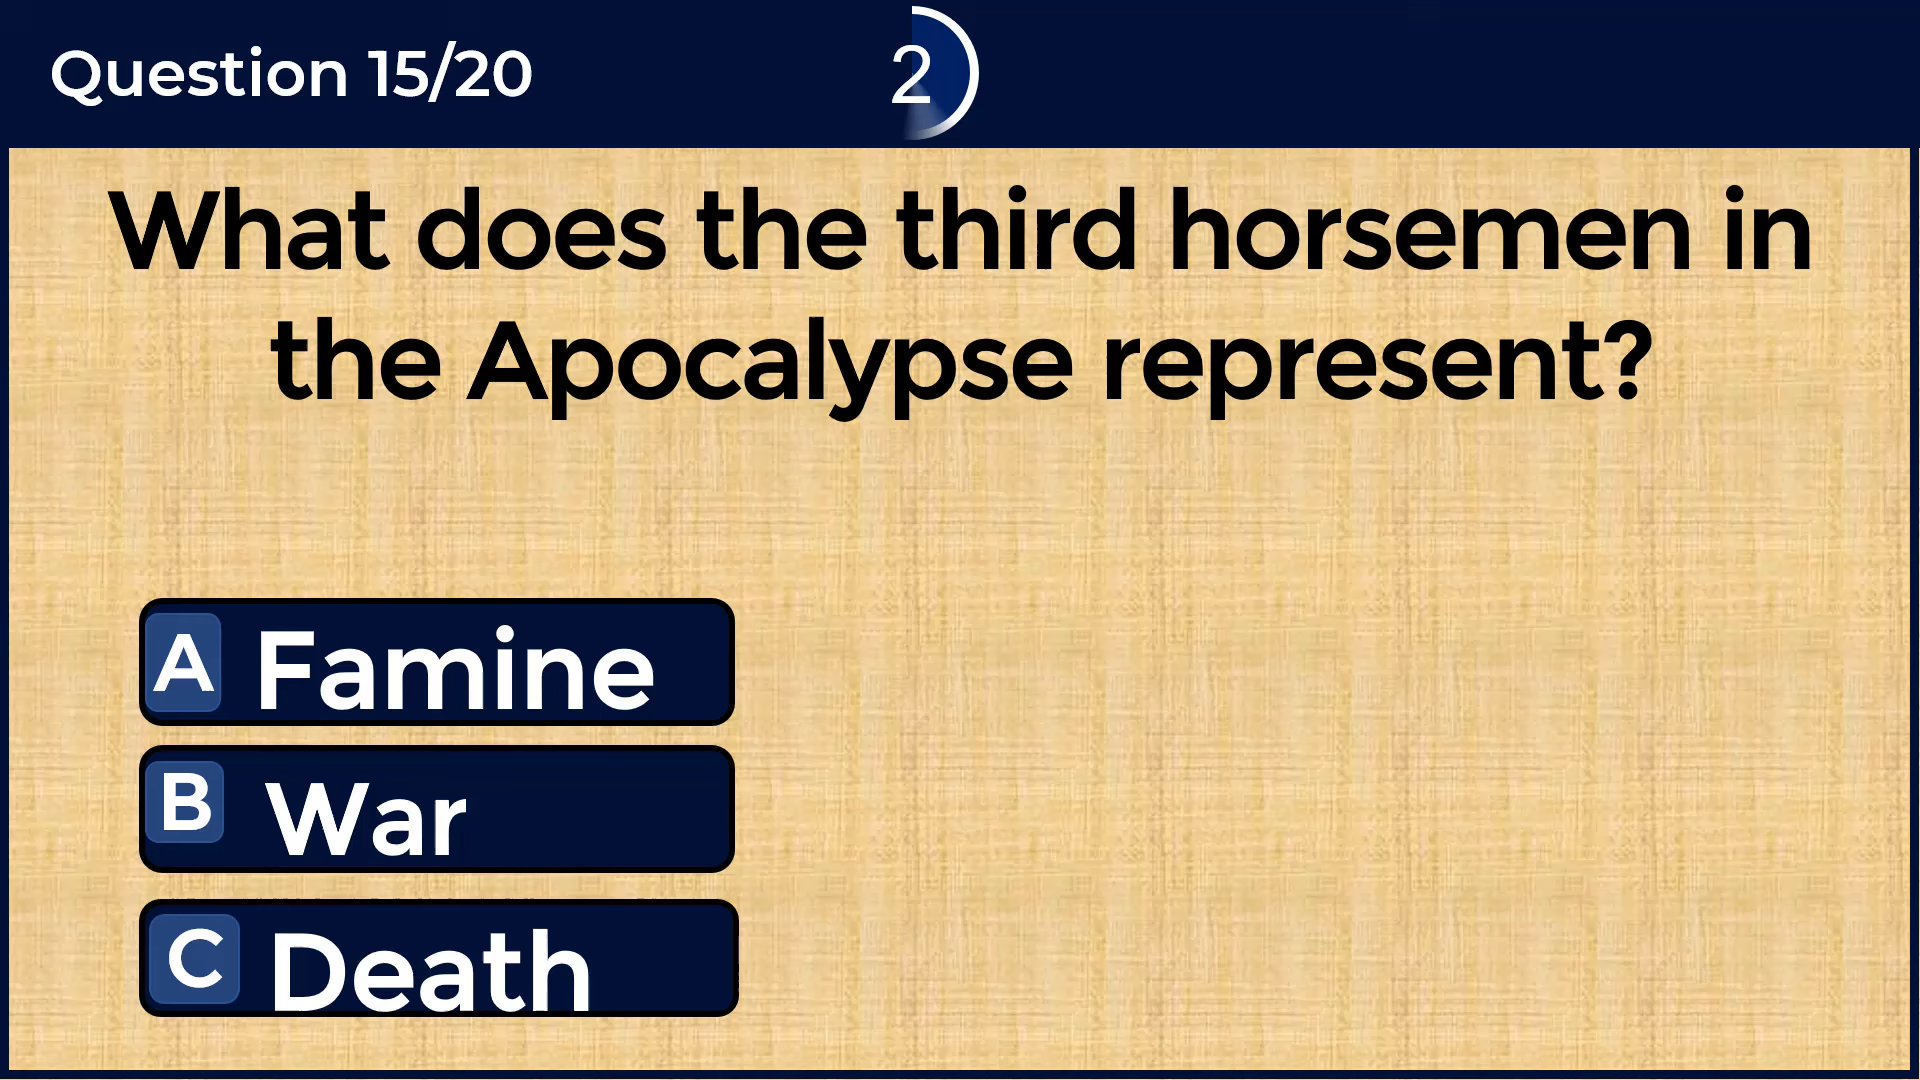 Question 15/20
2
What does the third horsemen in
the Apocalypse represent?
A Famine
B War
C Death